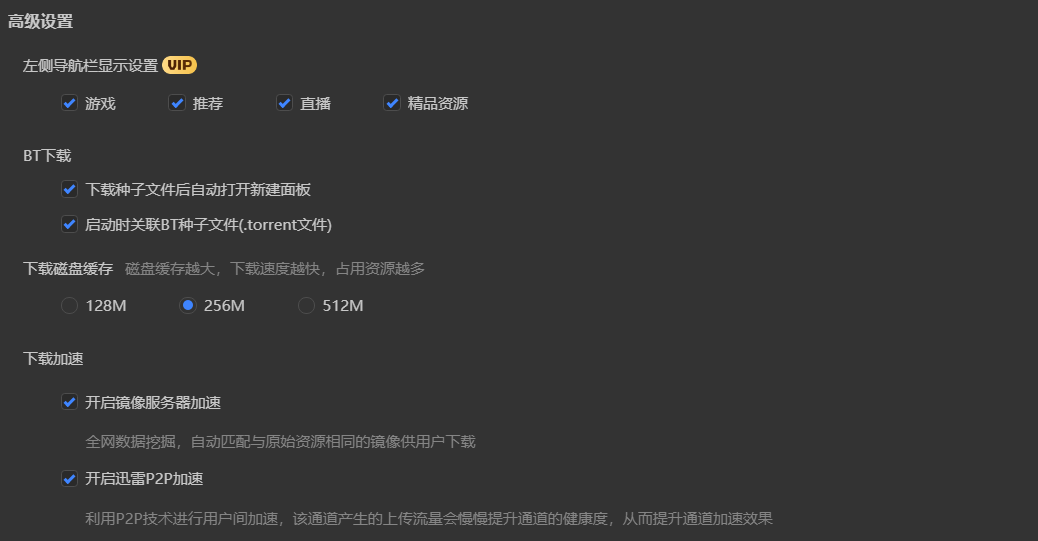 高级设置
左侧导航栏显示设置 VIP
游戏 推荐 直播 精品资源
BT下载
下载种子文件后自动打开新建面板
启动时关联BT种子文件(.torrent文件)
下载磁盘缓存 磁盘缓存越大，下载速度越快，占用资源越多
128M 256M 512M
下载加速
开启镜像服务器加速
全网数据挖掘，自动匹配与原始资源相同的镜像供用户下载
开启迅雷P2P加速
利用P2P技术进行用户间加速，该通道产生的上传流量会慢慢提升通道的健康度，从而提升通道加速效果